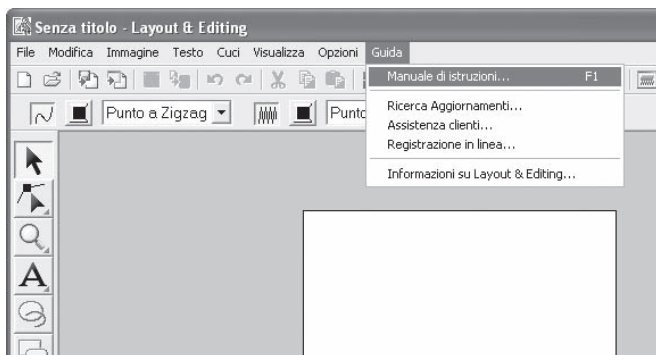 Senza titolo - Layout & Editing
File Modifica Immagine Testo Cuci Visualizza Opzioni Guida
Manuale di istruzioni... F1
Punto a Zigzag
Ricerca Aggiornamenti...
Assistenza clienti...
Registrazione in linea...
Informazioni su Layout & Editing...
A